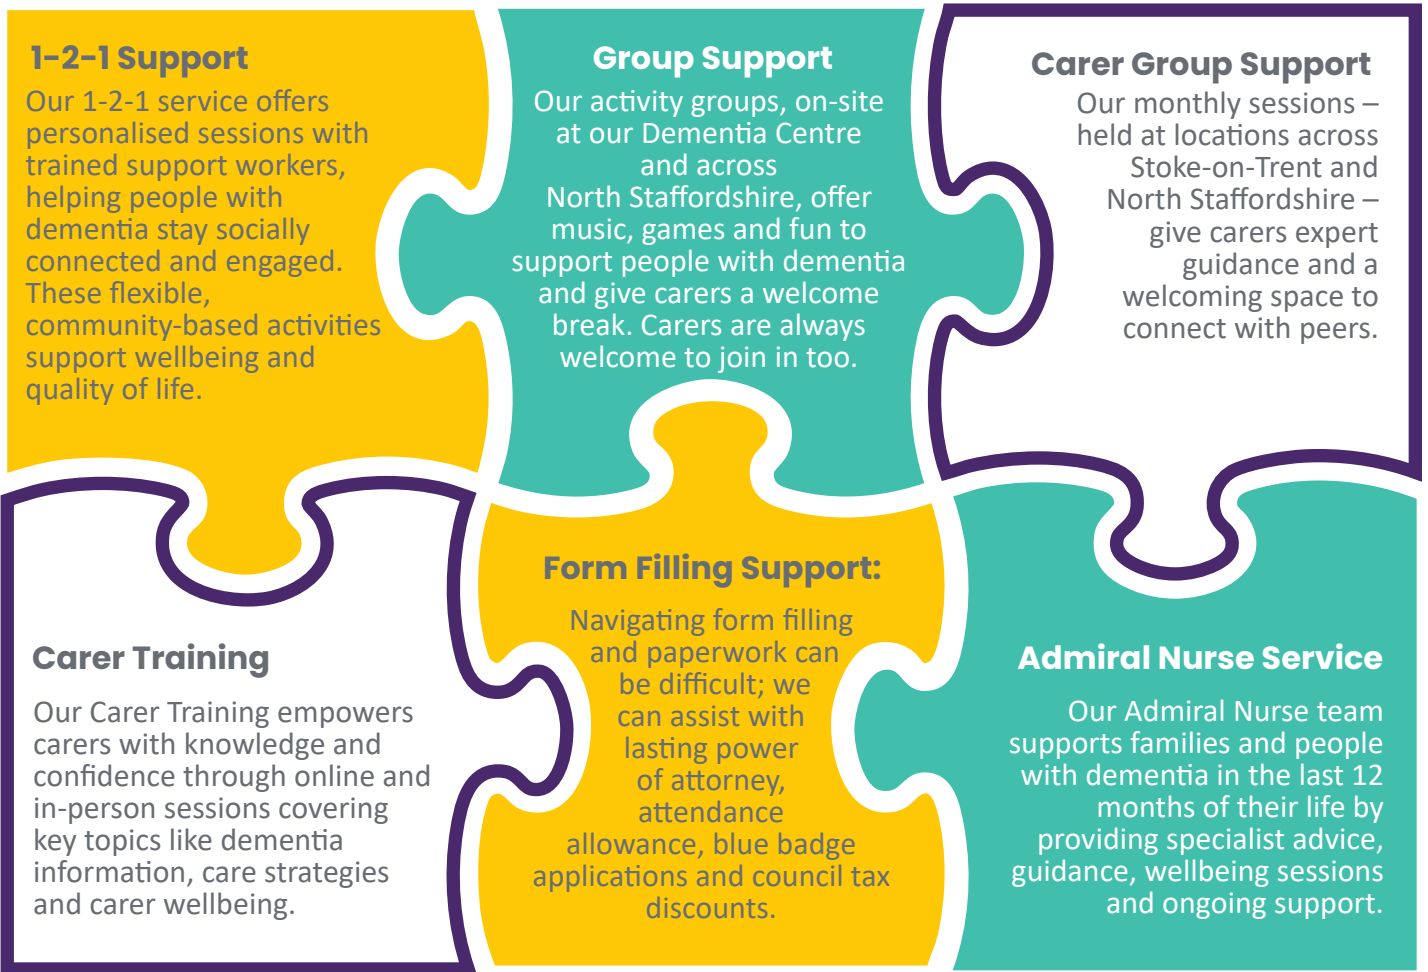 1-2-1 Support
Our 1-2-1 service offers
personalised sessions with
trained support workers,
helping people with
dementia stay socially
connected and engaged.
These flexible,
community-based activities
support wellbeing and
quality of life.
Group Support
Our activity groups, on-site
at our Dementia Centre
and across
North Staffordshire, offer
music, games and fun to
support people with dementia
and give carers a welcome
break. Carers are always
welcome to join in too.
Carer Group Support
Our monthly sessions –
held at locations across
Stoke-on-Trent and
North Staffordshire –
give carers expert
guidance and a
welcoming space to
connect with peers.
Carer Training
Our Carer Training empowers
carers with knowledge and
confidence through online and
in-person sessions covering
key topics like dementia
information, care strategies
and carer wellbeing.
Form Filling Support:
Navigating form filling
and paperwork can
be difficult; we
can assist with
lasting power
of attorney,
attendance
allowance, blue badge
applications and council tax
discounts.
Admiral Nurse Service
Our Admiral Nurse team
supports families and people
with dementia in the last 12
months of their life by
providing specialist advice,
guidance, wellbeing sessions
and ongoing support.